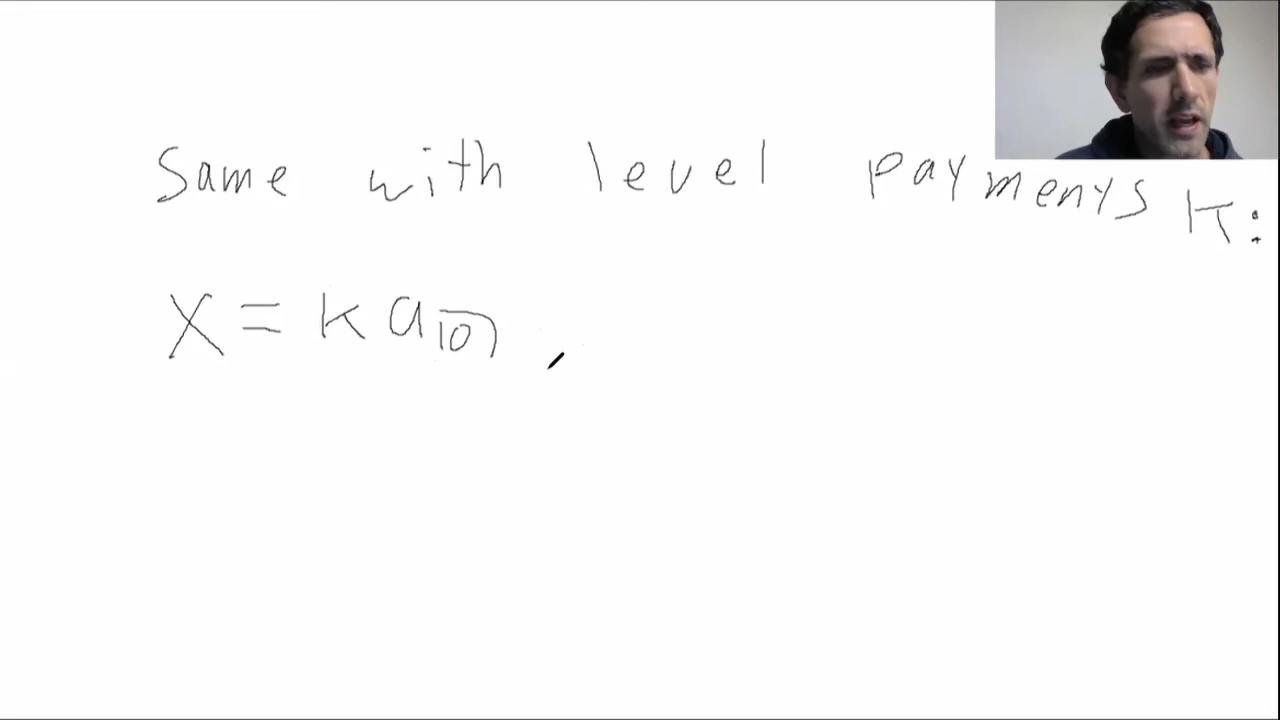 Same with level paymenys K:
X = K a10⌉